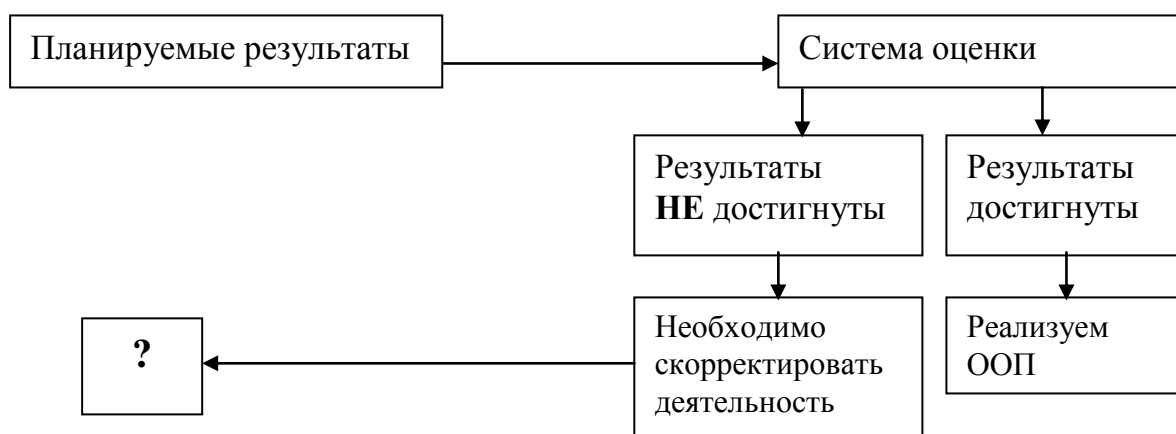 Планируемые результаты
Система оценки
Результаты
НЕ достигнуты
Результаты
достигнуты
?
Необходимо
скорректировать
деятельность
Реализуем
ООП